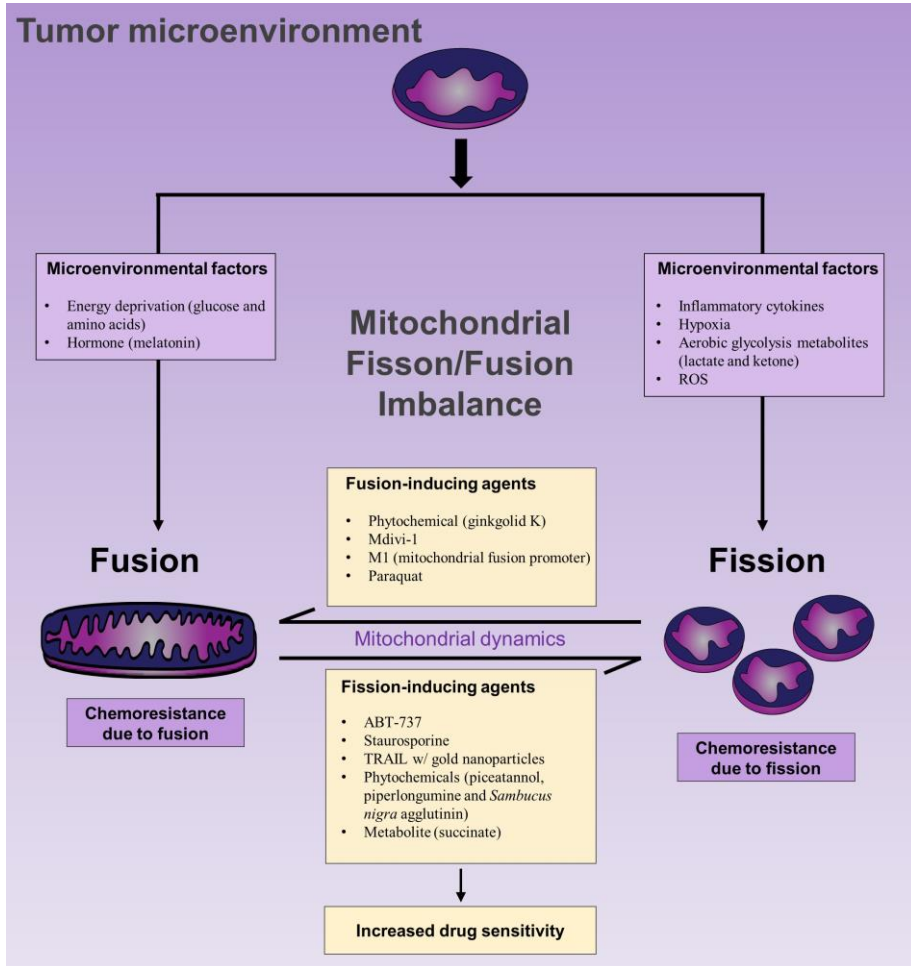 Tumor microenvironment
Microenvironmental factors
• Energy deprivation (glucose and
amino acids)
• Hormone (melatonin)
Microenvironmental factors
• Inflammatory cytokines
• Hypoxia
• Aerobic glycolysis metabolites
(lactate and ketone)
• ROS
Mitochondrial
Fisson/Fusion
Imbalance
Fusion-inducing agents
• Phytochemical (ginkgolid K)
• Mdivi-1
• M1 (mitochondrial fusion promoter)
• Paraquat
Fusion
Fission
Mitochondrial dynamics
Chemoresistance
due to fusion
Fission-inducing agents
• ABT-737
• Staurosporine
• TRAIL w/ gold nanoparticles
• Phytochemicals (piceatannol,
piperlongumine and Sambucus
nigra agglutinin)
• Metabolite (succinate)
Chemoresistance
due to fission
Increased drug sensitivity